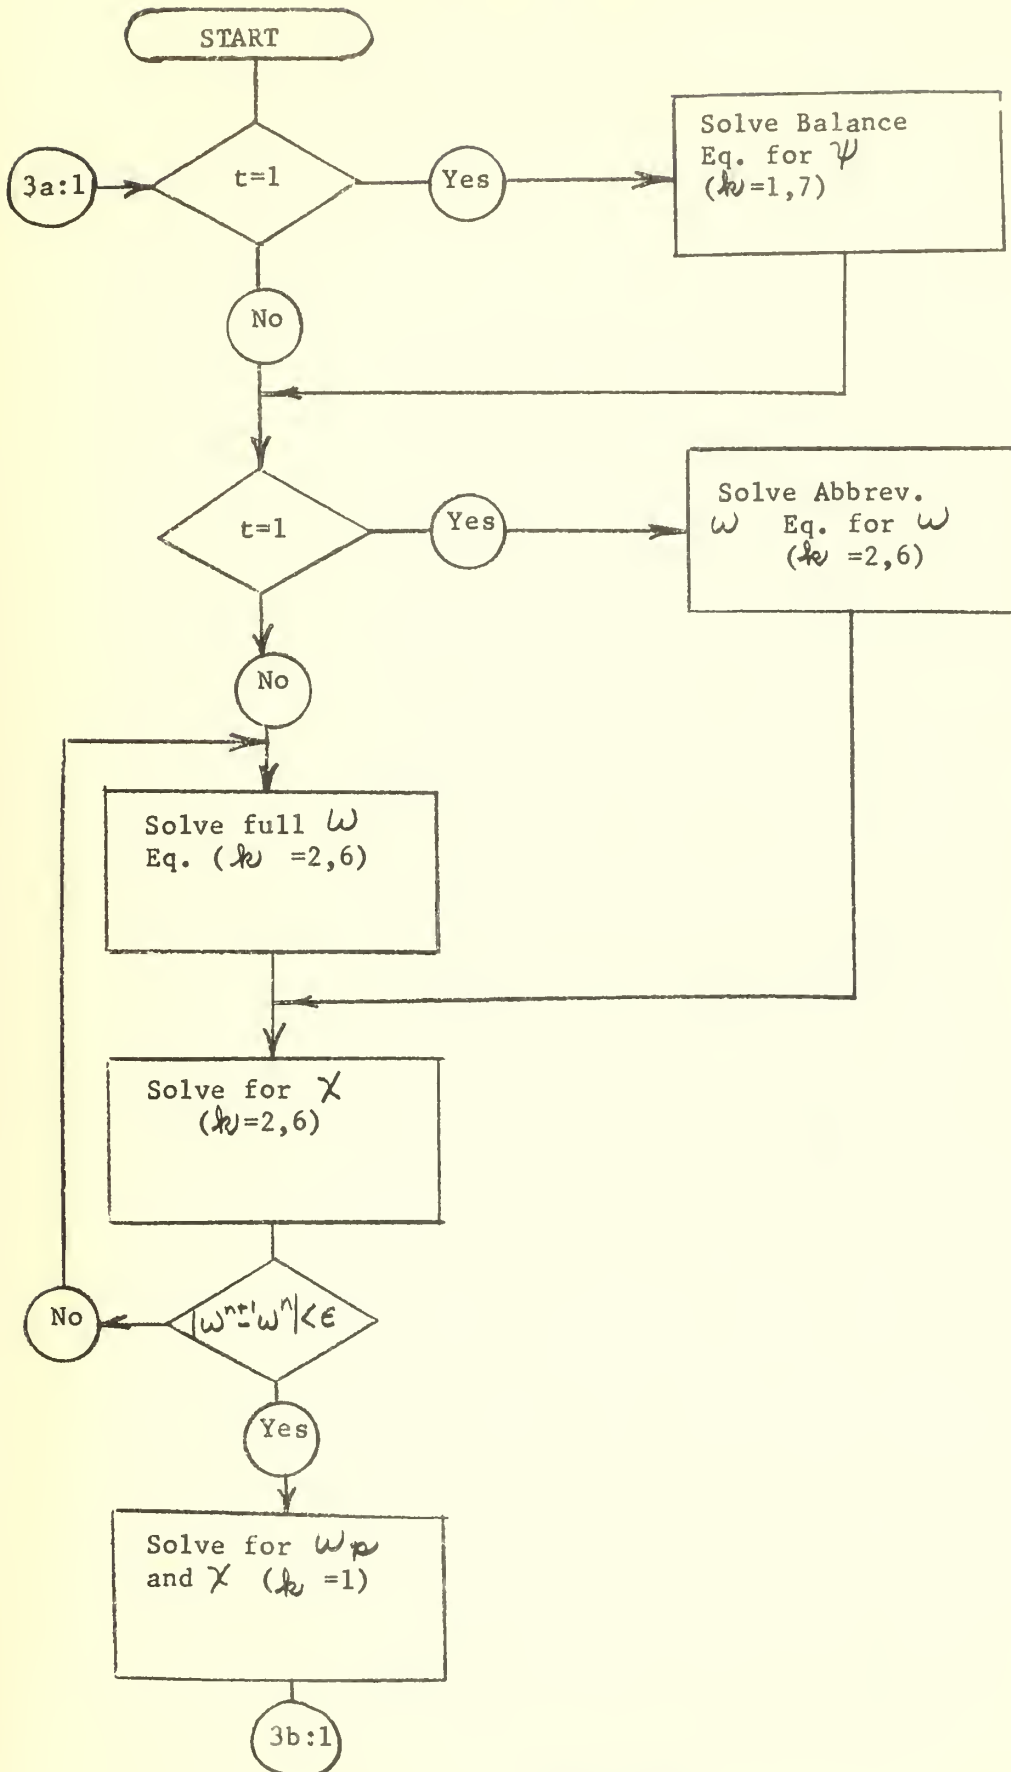 START
3a:1
t=1
Yes
Solve Balance
Eq. for ψ
(k=1,7)
No
t=1
Yes
Solve Abbrev.
ω Eq. for ω
(k =2,6)
No
Solve full ω
Eq. (k =2,6)
Solve for χ
(k=2,6)
|ω^{n+1}-ω^{n}|<ε
No
Yes
Solve for ω_p
and χ (k =1)
3b:1